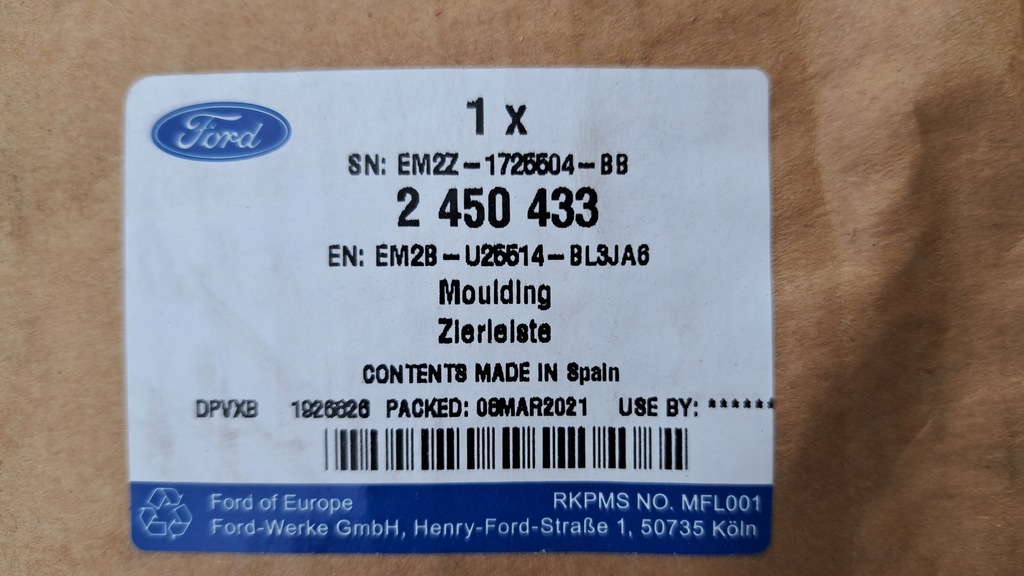 Ford
1 x
SN: EM2Z-1725504-BB
2 450 433
EN: EM2B-U25514-BL3JA6
Moulding
Zierleiste
CONTENTS MADE IN Spain
DPVXB PACKED: 08MAR2021 USE BY: ******
Ford of Europe RKPMS NO. MFL001
Ford-Werke GmbH, Henry-Ford-Straße 1, 50735 Köln